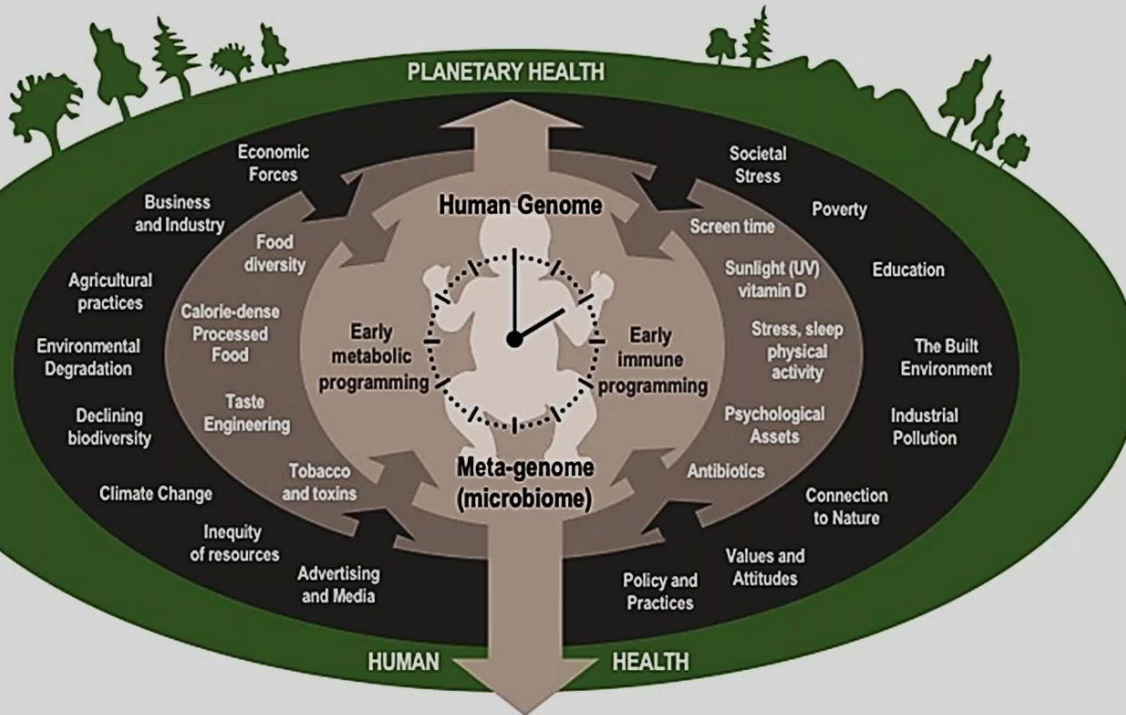 PLANETARY HEALTH
Human Genome
Economic
Forces
Business
and Industry
Agricultural
practices
Environmental
Degradation
Declining
biodiversity
Climate Change
Inequity
of resources
Advertising
and Media
Food
diversity
Calorie-dense
Processed
Food
Taste
Engineering
Tobacco
and toxins
Early
metabolic
programming
Early
immune
programming
Meta-genome
(microbiome)
Screen time
Sunlight (UV)
vitamin D
Stress, sleep
physical
activity
Psychological
Assets
Antibiotics
Societal
Stress
Poverty
Education
The Built
Environment
Industrial
Pollution
Connection
to Nature
Values and
Attitudes
Policy and
Practices
HUMAN HEALTH